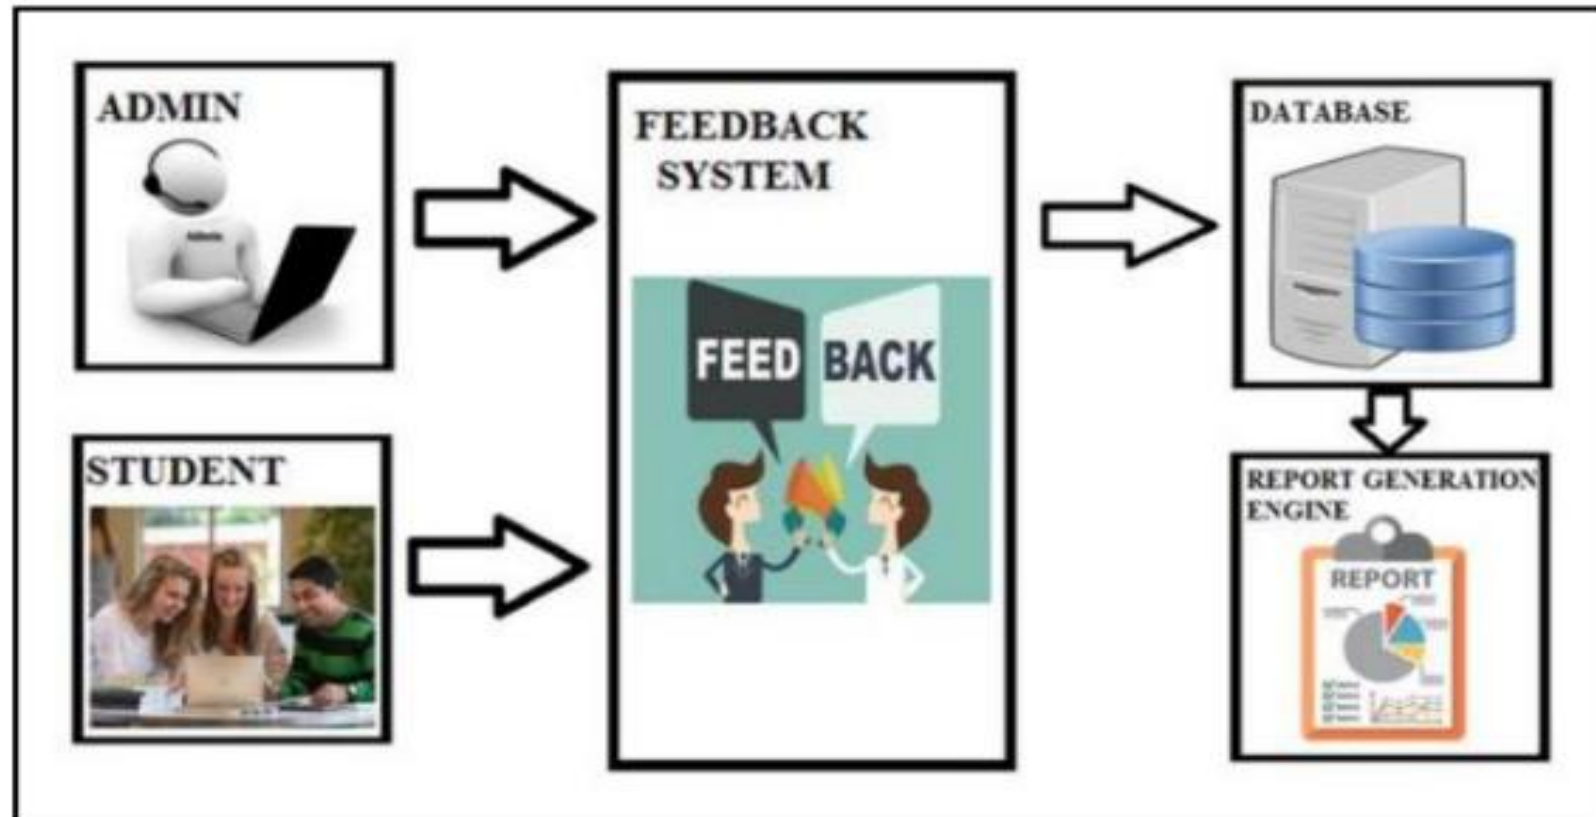 ADMIN
FEEDBACK
SYSTEM
DATABASE
FEED BACK
STUDENT
REPORT GENERATION
ENGINE
REPORT